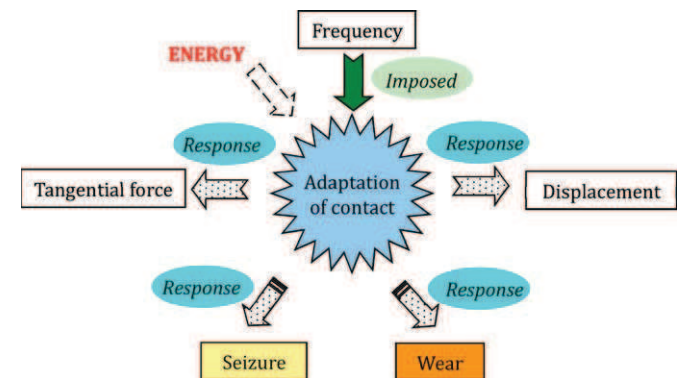 Frequency
ENERGY
Imposed
Response
Response
Tangential force
Adaptation
of contact
Displacement
Response
Response
Seizure
Wear